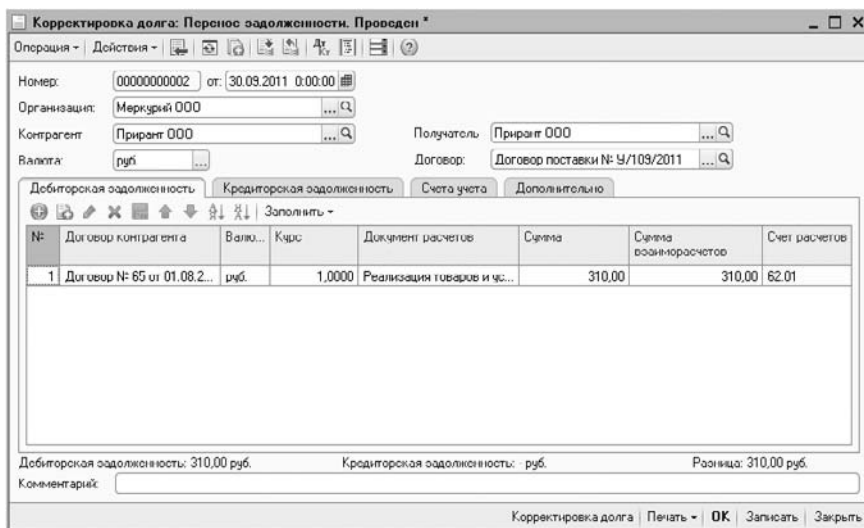 Корректировка долга: Перенос задолженности. Проведен *
Операция Действия
Номер: 00000000002 от: 30.09.2011 0:00:00
Организация: Меркурий ООО ...
Контрагент Прирант ООО ... Получатель Прирант ООО ...
Валюта: руб. ... Договор: Договор поставки № У/109/2011 ...
Дебиторская задолженность Кредиторская задолженность Счета учета Дополнительно
Заполнить
№ Договор контрагента Валю... Курс Документ расчетов Сумма Сумма взаиморасчетов Счет расчетов
1 Договор № 65 от 01.08.2... руб. 1,0000 Реализация товаров и ус... 310,00 310,00 62.01
Дебиторская задолженность: 310,00 руб. Кредиторская задолженность: - руб. Разница: 310,00 руб.
Комментарий:
Корректировка долга Печать OK Записать Закрыть